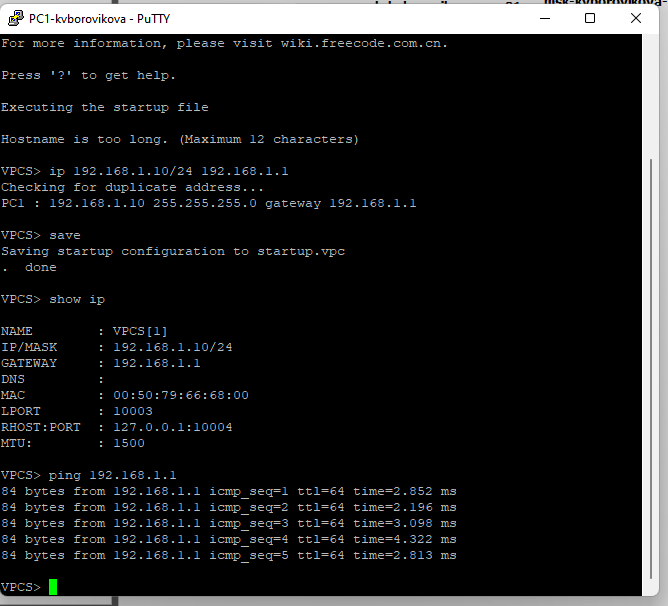 msk-kvborovikova-
PC1-kvborovikova - PuTTY
For more information, please visit wiki.freecode.com.cn.
Press '?' to get help.
Executing the startup file
Hostname is too long. (Maximum 12 characters)
VPCS> ip 192.168.1.10/24 192.168.1.1
Checking for duplicate address...
PC1 : 192.168.1.10 255.255.255.0 gateway 192.168.1.1
VPCS> save
Saving startup configuration to startup.vpc
.  done
VPCS> show ip
NAME        : VPCS[1]
IP/MASK     : 192.168.1.10/24
GATEWAY     : 192.168.1.1
DNS         :
MAC         : 00:50:79:66:68:00
LPORT       : 10003
RHOST:PORT  : 127.0.0.1:10004
MTU:        : 1500
VPCS> ping 192.168.1.1
84 bytes from 192.168.1.1 icmp_seq=1 ttl=64 time=2.852 ms
84 bytes from 192.168.1.1 icmp_seq=2 ttl=64 time=2.196 ms
84 bytes from 192.168.1.1 icmp_seq=3 ttl=64 time=3.098 ms
84 bytes from 192.168.1.1 icmp_seq=4 ttl=64 time=4.322 ms
84 bytes from 192.168.1.1 icmp_seq=5 ttl=64 time=2.813 ms
VPCS>